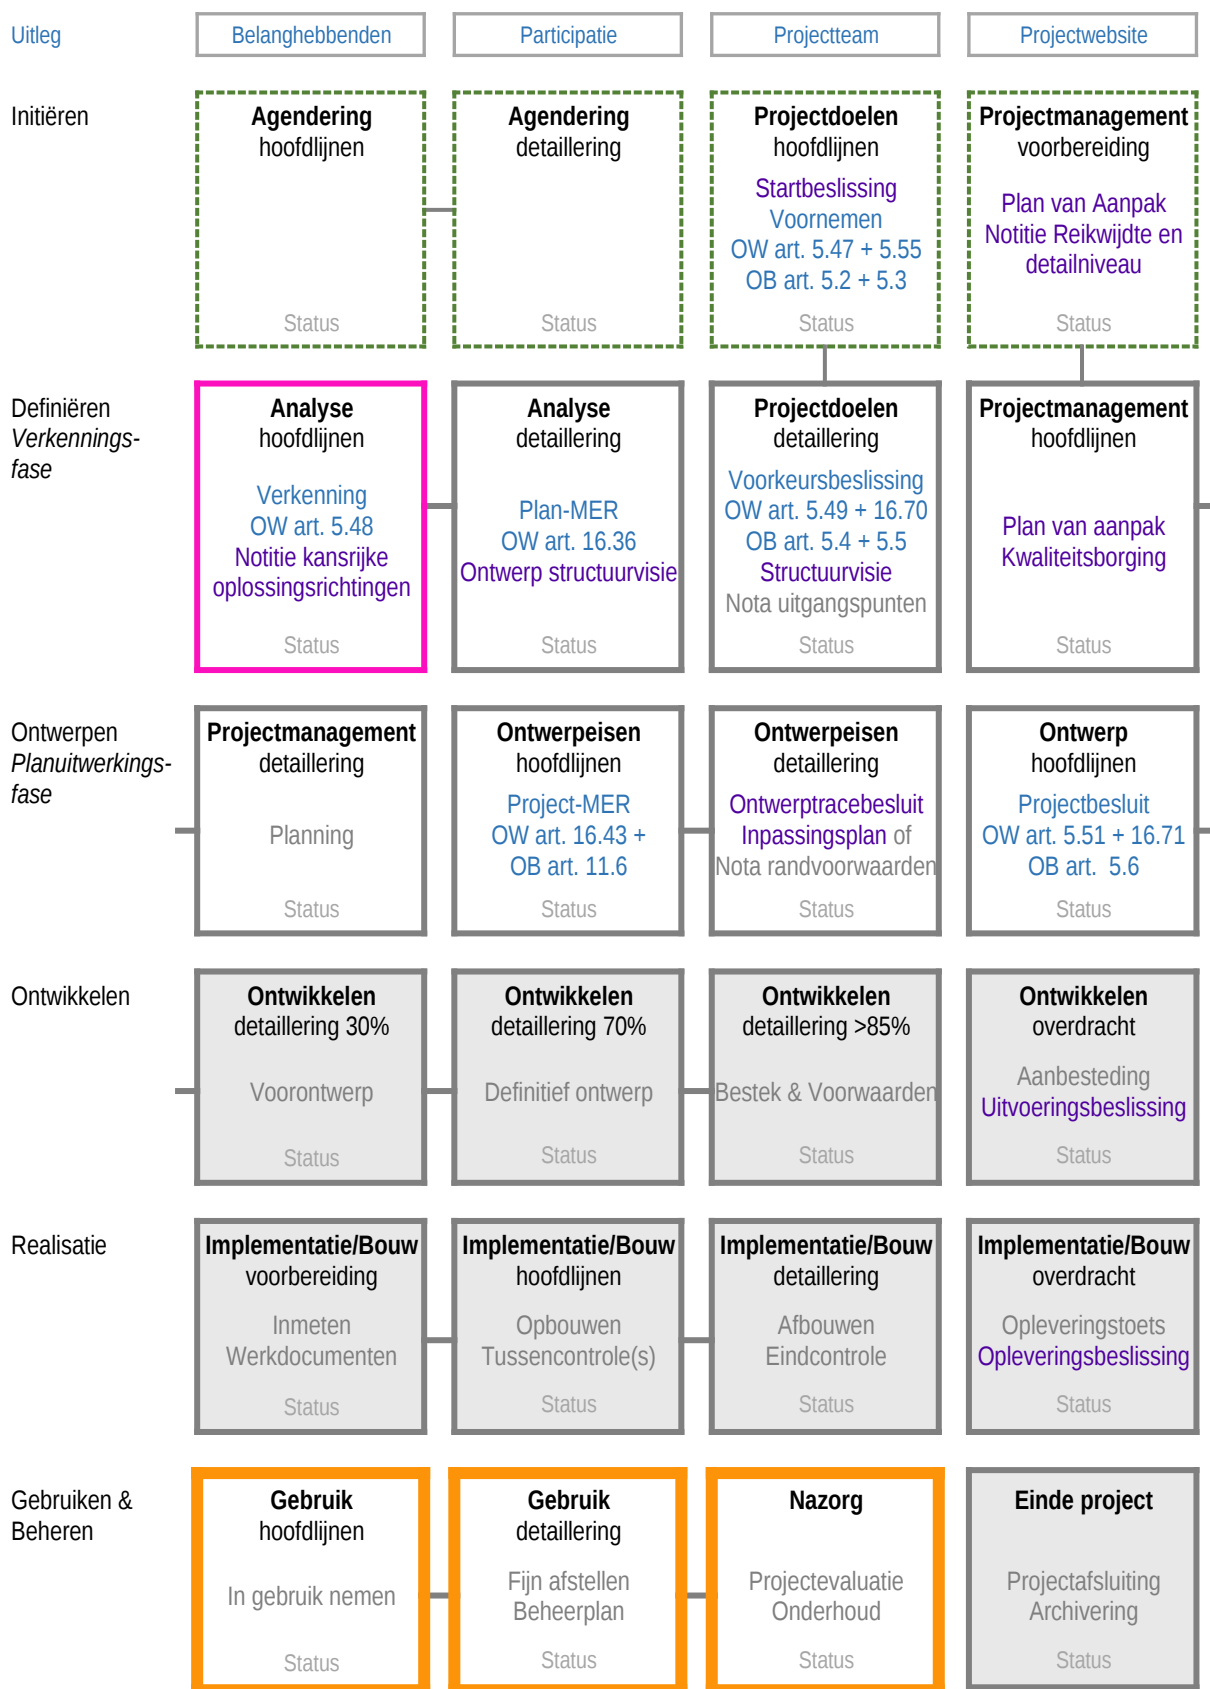 Uitleg
Belanghebbenden
Participatie
Projectteam
Projectwebsite
Initiëren
Agendering
hoofdlijnen
Status
Agendering
detaillering
Status
Projectdoelen
hoofdlijnen
Startbeslissing
Voornemen
OW art. 5.47 + 5.55
OB art. 5.2 + 5.3
Status
Projectmanagement
voorbereiding
Plan van Aanpak
Notitie Reikwijdte en
detailniveau
Status
Definiëren
Verkennings-
fase
Analyse
hoofdlijnen
Verkenning
OW art. 5.48
Notitie kansrijke
oplossingsrichtingen
Status
Analyse
detaillering
Plan-MER
OW art. 16.36
Ontwerp structuurvisie
Status
Projectdoelen
detaillering
Voorkeursbeslissing
OW art. 5.49 + 16.70
OB art. 5.4 + 5.5
Structuurvisie
Nota uitgangspunten
Status
Projectmanagement
hoofdlijnen
Plan van aanpak
Kwaliteitsborging
Status
Ontwerpen
Planuitwerkings-
fase
Projectmanagement
detaillering
Planning
Status
Ontwerpeisen
hoofdlijnen
Project-MER
OW art. 16.43 +
OB art. 11.6
Status
Ontwerpeisen
detaillering
Ontwerptracebesluit
Inpassingsplan of
Nota randvoorwaarden
Status
Ontwerp
hoofdlijnen
Projectbesluit
OW art. 5.51 + 16.71
OB art.  5.6
Status
Ontwikkelen
Ontwikkelen
detaillering 30%
Voorontwerp
Status
Ontwikkelen
detaillering 70%
Definitief ontwerp
Status
Ontwikkelen
detaillering >85%
Bestek & Voorwaarden
Status
Ontwikkelen
overdracht
Aanbesteding
Uitvoeringsbeslissing
Status
Realisatie
Implementatie/Bouw
voorbereiding
Inmeten
Werkdocumenten
Status
Implementatie/Bouw
hoofdlijnen
Opbouwen
Tussencontrole(s)
Status
Implementatie/Bouw
detaillering
Afbouwen
Eindcontrole
Status
Implementatie/Bouw
overdracht
Opleveringstoets
Opleveringsbeslissing
Status
Gebruiken &
Beheren
Gebruik
hoofdlijnen
In gebruik nemen
Status
Gebruik
detaillering
Fijn afstellen
Beheerplan
Status
Nazorg
Projectevaluatie
Onderhoud
Status
Einde project
Projectafsluiting
Archivering
Status